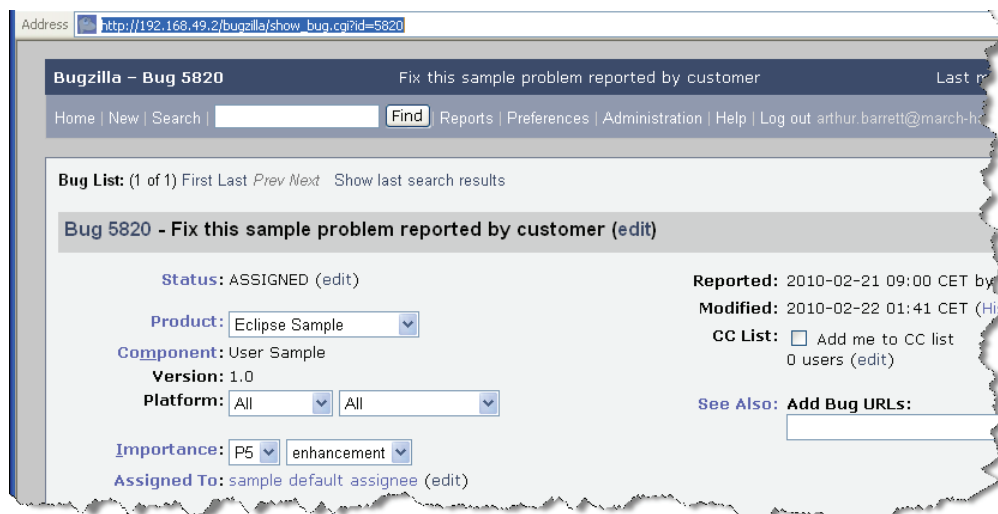 Address http://192.168.49.2/bugzilla/show_bug.cgi?id=5820
Bugzilla – Bug 5820 Fix this sample problem reported by customer Last
Home | New | Search | Find | Reports | Preferences | Administration | Help | Log out arthur.barrett@march-
Bug List: (1 of 1) First Last Prev Next Show last search results
Bug 5820 - Fix this sample problem reported by customer (edit)
Status: ASSIGNED (edit)
Product: Eclipse Sample
Component: User Sample
Version: 1.0
Platform: All All
Importance: P5 enhancement
Assigned To: sample default assignee (edit)
Reported: 2010-02-21 09:00 CET by
Modified: 2010-02-22 01:41 CET (
CC List: Add me to CC list
0 users (edit)
See Also: Add Bug URLs: